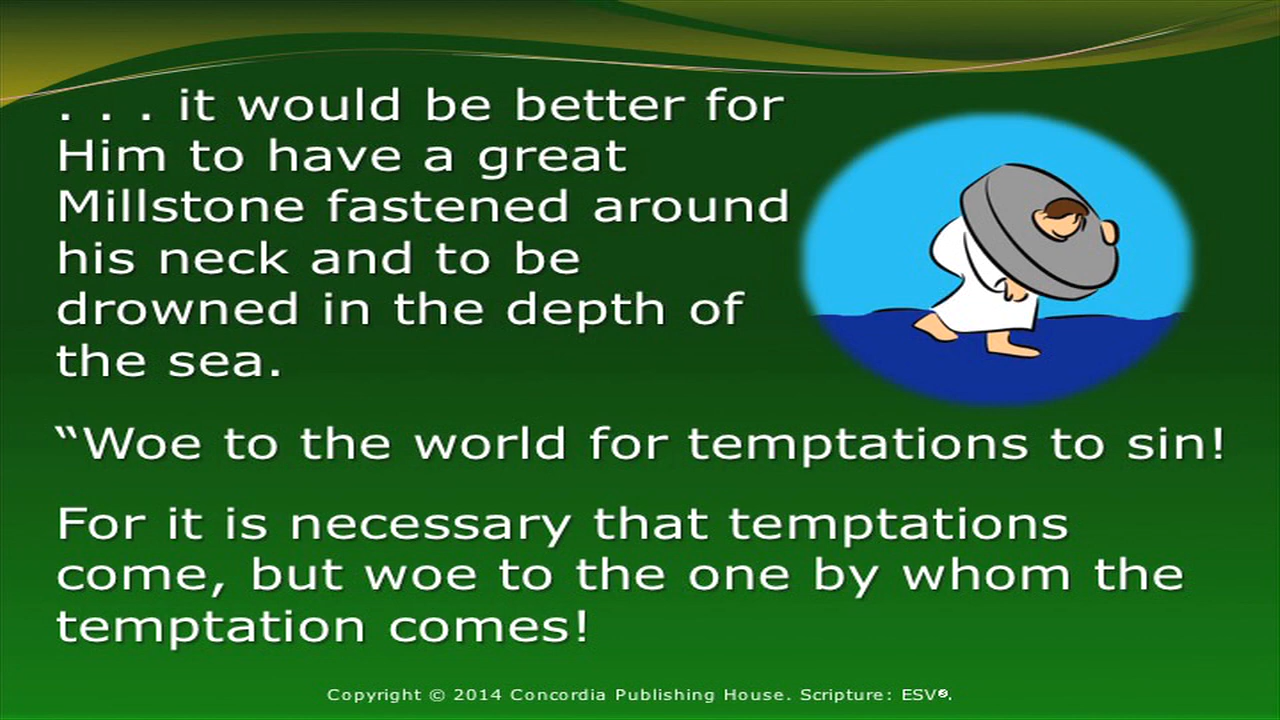 . . . it would be better for
Him to have a great
Millstone fastened around
his neck and to be
drowned in the depth of
the sea.
“Woe to the world for temptations to sin!
For it is necessary that temptations
come, but woe to the one by whom the
temptation comes!
Copyright © 2014 Concordia Publishing House. Scripture: ESV®.